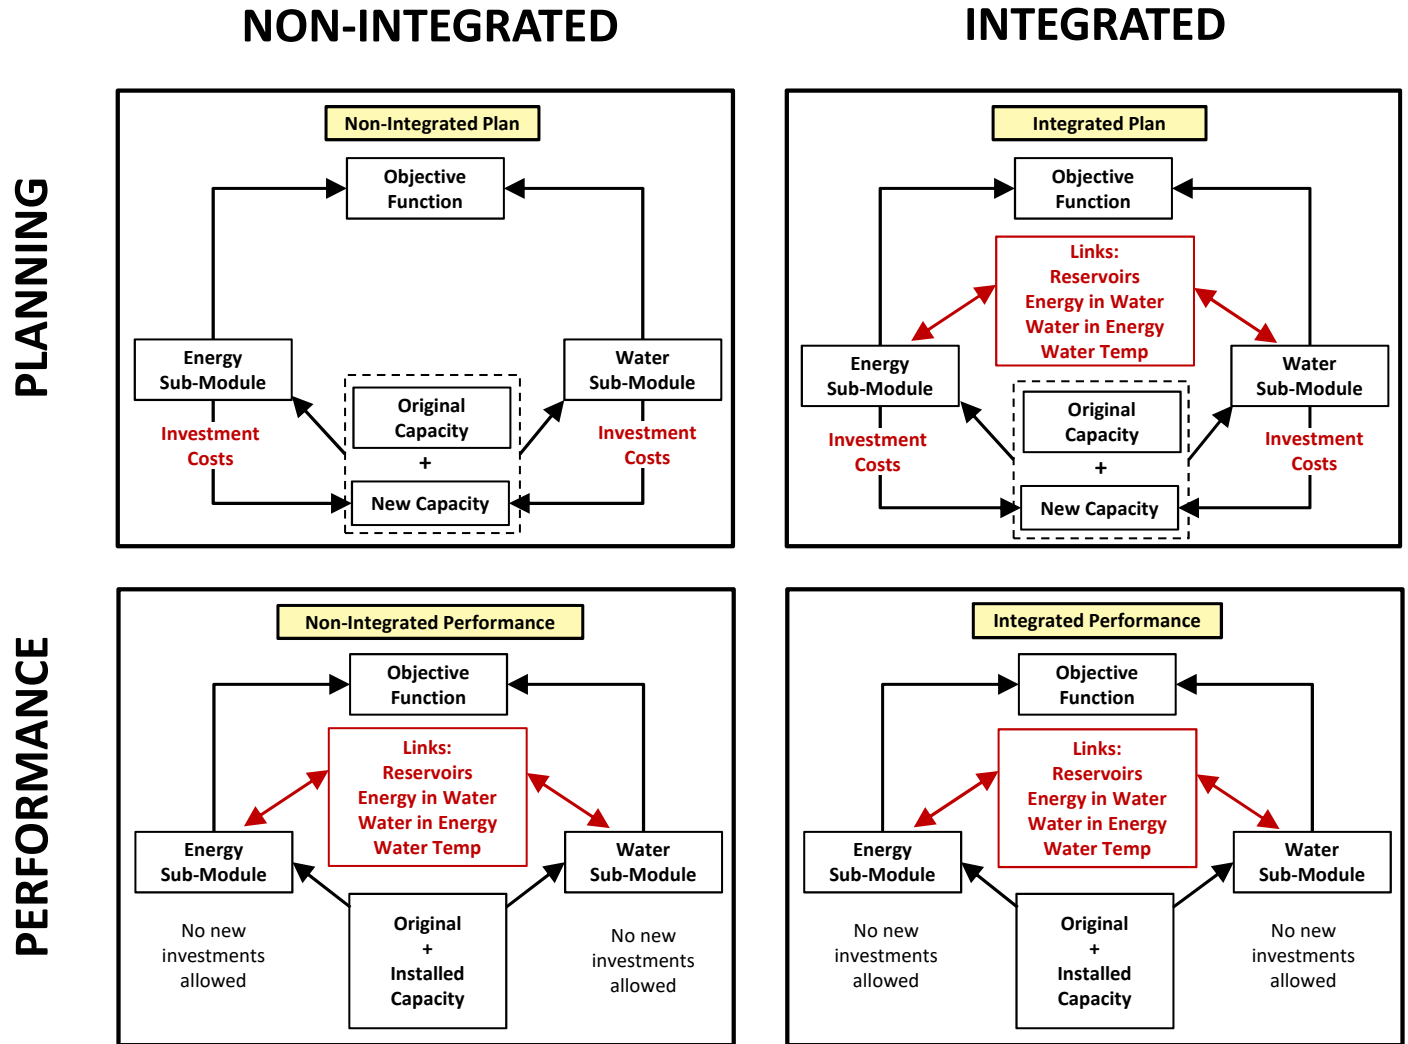 NON-INTEGRATED
INTEGRATED
PLANNING
Non-Integrated Plan
Objective
Function
Energy
Sub-Module
Water
Sub-Module
Investment
Costs
Original
Capacity
+
New Capacity
Investment
Costs
Integrated Plan
Objective
Function
Links:
Reservoirs
Energy in Water
Water in Energy
Water Temp
Energy
Sub-Module
Water
Sub-Module
Investment
Costs
Original
Capacity
+
New Capacity
Investment
Costs
PERFORMANCE
Non-Integrated Performance
Objective
Function
Links:
Reservoirs
Energy in Water
Water in Energy
Water Temp
Energy
Sub-Module
Water
Sub-Module
No new
investments
allowed
Original
+
Installed
Capacity
No new
investments
allowed
Integrated Performance
Objective
Function
Links:
Reservoirs
Energy in Water
Water in Energy
Water Temp
Energy
Sub-Module
Water
Sub-Module
No new
investments
allowed
Original
+
Installed
Capacity
No new
investments
allowed